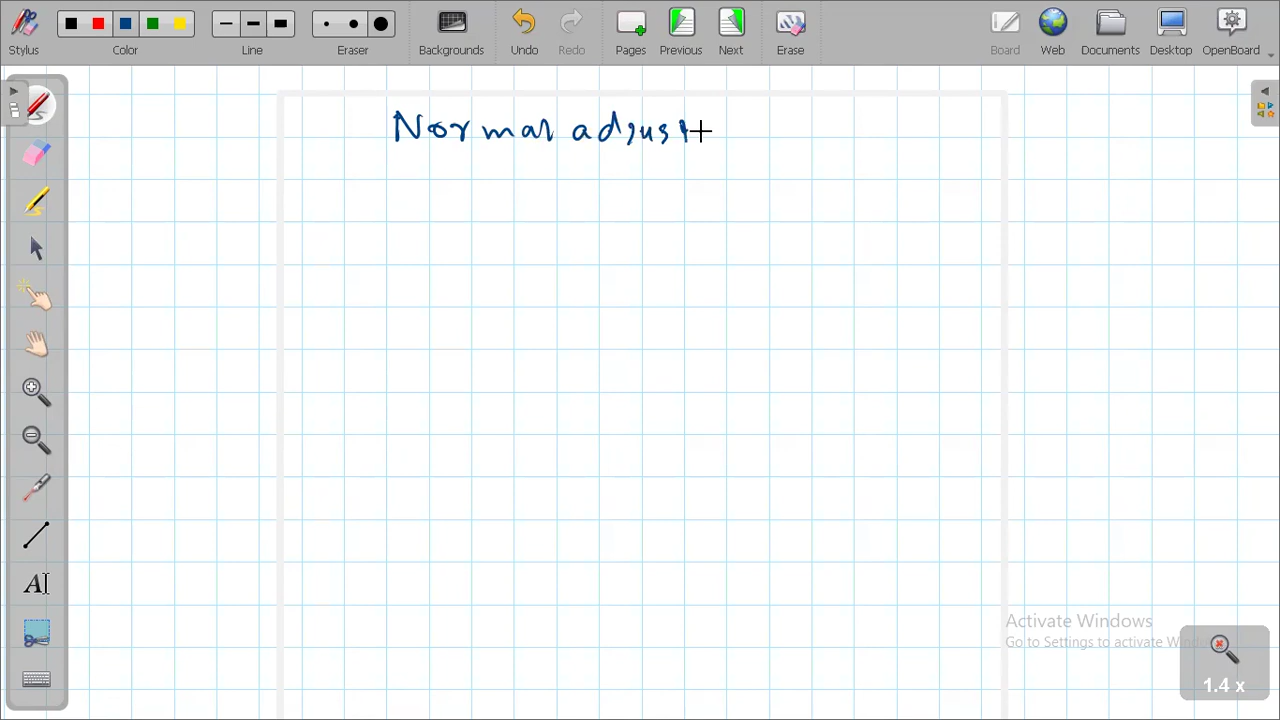 Stylus
Color
Line
Eraser
Backgrounds
Undo
Redo
Pages
Previous
Next
Erase
Board
Web
Documents
Desktop
OpenBoard
Normal adjust
A
Activate Windows
Go to Settings to activate Win
1.4 x